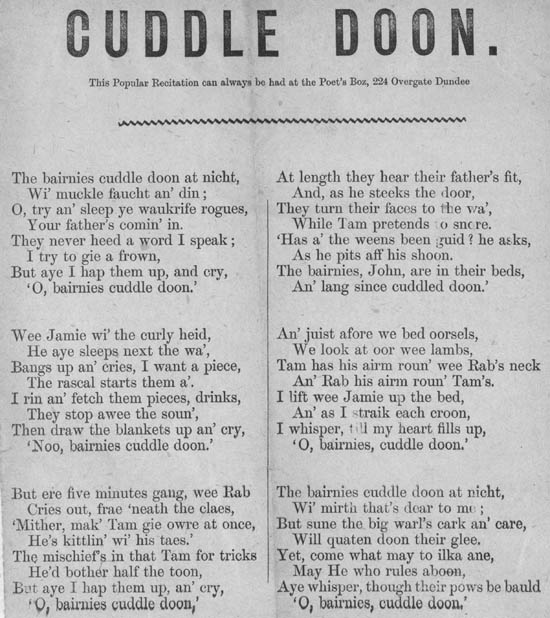 CUDDLE DOON.
This Popular Recitation can always be had at the Poet's Box, 224 Overgate Dundee
The bairnies cuddle doon at nicht,
Wi' muckle faucht an' din;
O, try an' sleep ye waukrife rogues,
Your father's comin' in.
They never heed a word I speak;
I try to gie a frown,
But aye I hap them up, and cry,
'O, bairnies cuddle doon.'
Wee Jamie wi' the curly heid,
He aye sleeps next the wa',
Bangs up an' cries, I want a piece,
The rascal starts them a'.
I rin an' fetch them pieces, drinks,
They stop awee the soun',
Then draw the blankets up an' cry,
'Noo, bairnies cuddle doon.'
But ere five minutes gang, wee Rab
Cries out, frae 'neath the claes,
'Mither, mak' Tam gie owre at once,
He's kittlin' wi' his taes.'
The mischief's in that Tam for tricks
He'd bother half the toon,
But aye I hap them up, an' cry,
'O, bairnies cuddle doon,'
At length they hear their father's fit,
And, as he steeks the door,
They turn their faces to the wa',
While Tam pretends to snore.
'Has a' the weens been guid? he asks,
As he pits aff his shoon.
The bairnies, John, are in their beds,
An' lang since cuddled doon.'
An' juist afore we bed oorsels,
We look at oor wee lambs,
Tam has his airm roun' wee Rab's neck
An' Rab his airm roun' Tam's.
I lift wee Jamie up the bed,
An' as I straik each croon,
I whisper, till my heart fills up,
'O, bairnies, cuddle doon.'
The bairnies cuddle doon at nicht,
Wi' mirth that's dear to me;
But sune the big warl's cark an' care,
Will quaten doon their glee.
Yet, come what may to ilka ane,
May He who rules aboon,
Aye whisper, though their pows be bauld
'O, bairnies, cuddle doon.'